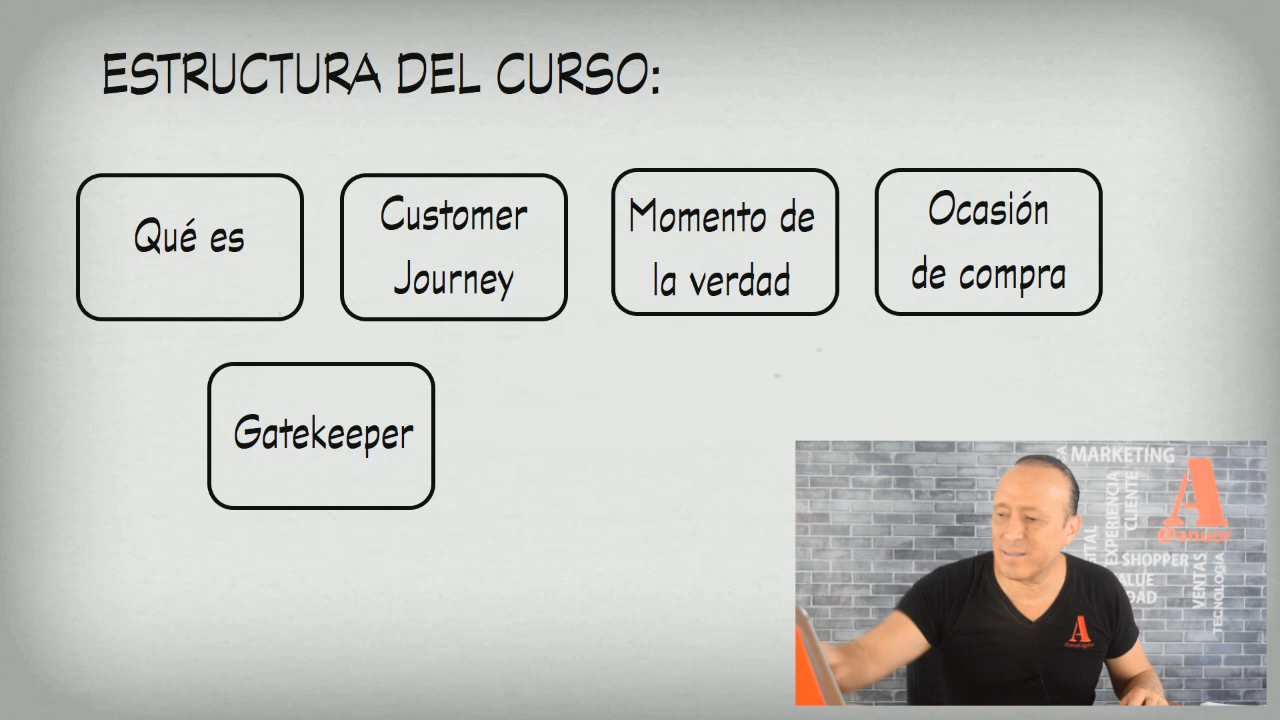 ESTRUCTURA DEL CURSO:
Qué es
Customer
Journey
Momento de
la verdad
Ocasión
de compra
Gatekeeper
MARKETING
EXPERIENCIA
CLIENTE
A
SHOPPER
VENTAS
TECNOLOGÍA
A